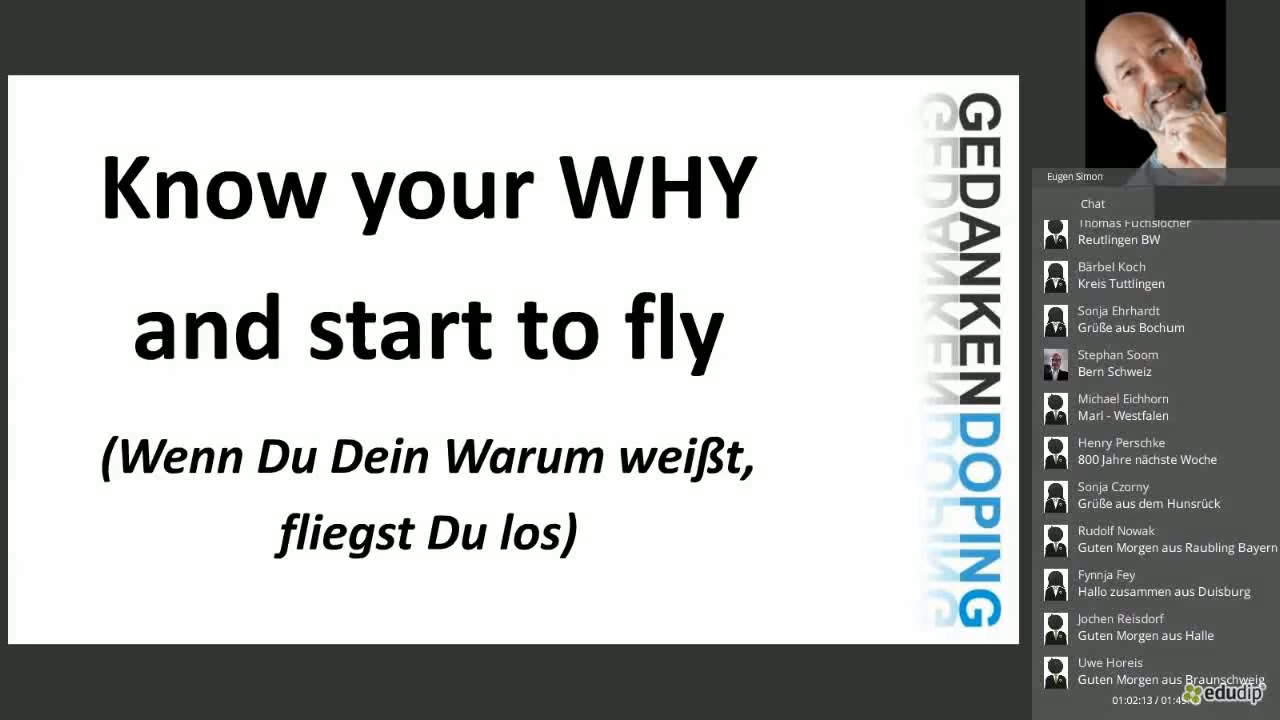 Know your WHY
and start to fly
(Wenn Du Dein Warum weißt,
fliegst Du los)
GEDANKENDOPING
Eugen Simon
Chat
Thomas Fuchslocher
Reutlingen BW
Bärbel Koch
Kreis Tuttlingen
Sonja Ehrhardt
Grüße aus Bochum
Stephan Soom
Bern Schweiz
Michael Eichhorn
Marl - Westfalen
Henry Perschke
800 Jahre nächste Woche
Sonja Czorny
Grüße aus dem Hunsrück
Rudolf Nowak
Guten Morgen aus Raubling Bayern
Fynnja Fey
Hallo zusammen aus Duisburg
Jochen Reisdorf
Guten Morgen aus Halle
Uwe Horeis
Guten Morgen aus Braunschweig
01:02:13 /
edudip